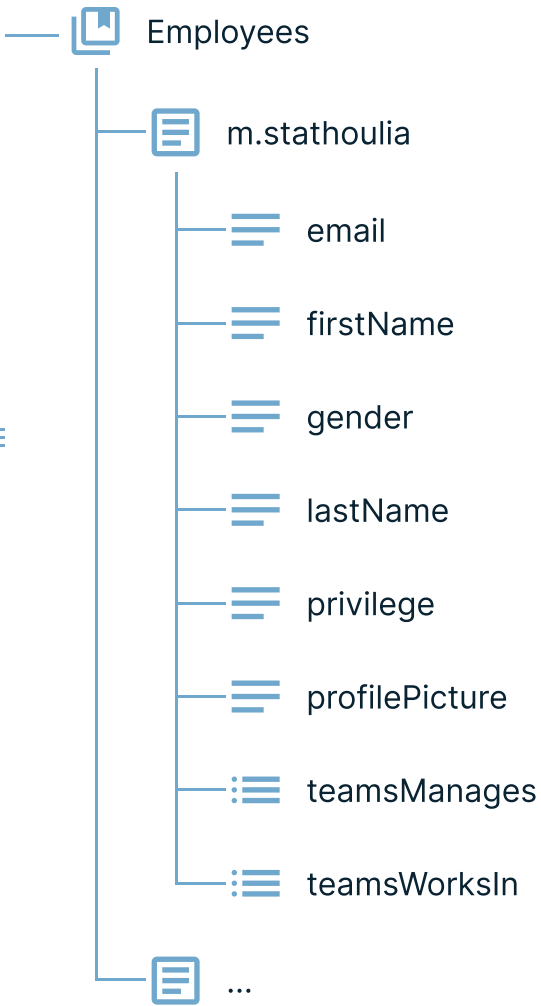 Employees
m.stathoulia
email
firstName
gender
lastName
privilege
profilePicture
teamsManages
teamsWorksIn
...